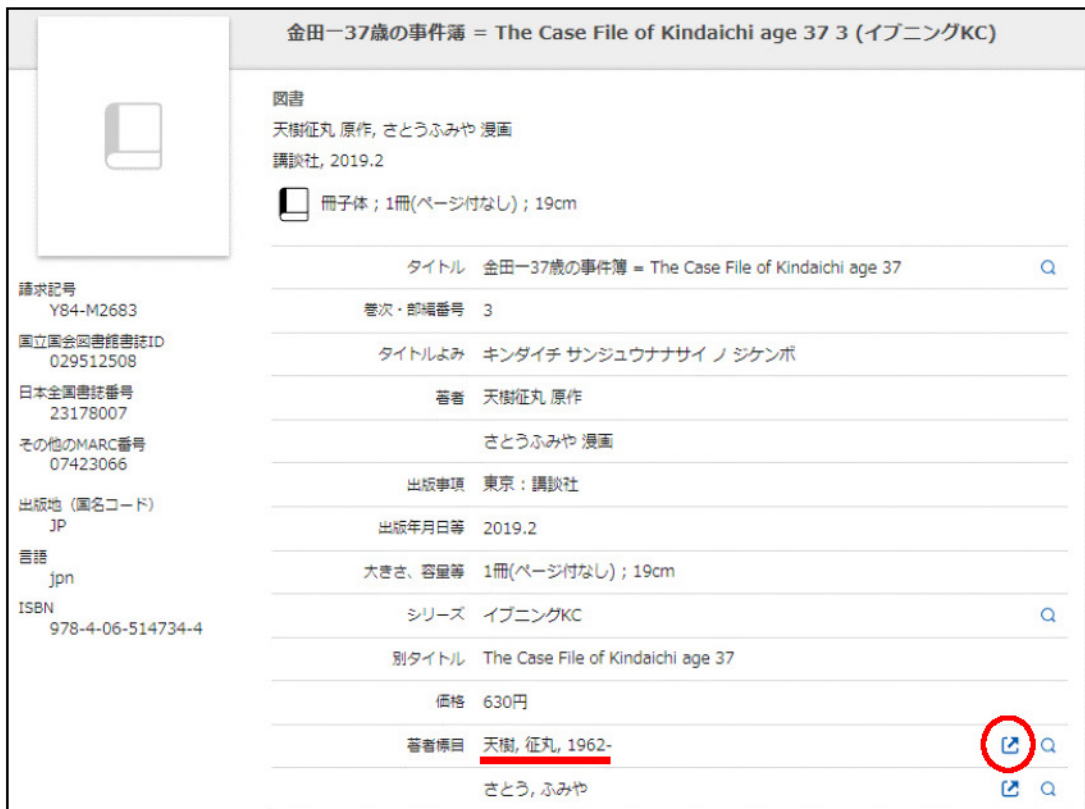 金田一37歳の事件簿 = The Case File of Kindaichi age 37 3 (イブニングKC)
図書
天樹征丸 原作, さとうふみや 漫画
講談社, 2019.2
冊子体 ; 1冊(ページ付なし) ; 19cm
請求記号
Y84-M2683
国立国会図書館書誌ID
029512508
日本全国書誌番号
23178007
その他のMARC番号
07423066
出版地（国名コード）
JP
言語
jpn
ISBN
978-4-06-514734-4
タイトル 金田一37歳の事件簿 = The Case File of Kindaichi age 37
巻次・部編番号 3
タイトルよみ キンダイチ サンジュウナナサイ ノ ジケンボ
著者 天樹征丸 原作
さとうふみや 漫画
出版事項 東京 : 講談社
出版年月日等 2019.2
大きさ、容量等 1冊(ページ付なし) ; 19cm
シリーズ イブニングKC
別タイトル The Case File of Kindaichi age 37
価格 630円
著者標目 天樹, 征丸, 1962-
さとう, ふみや